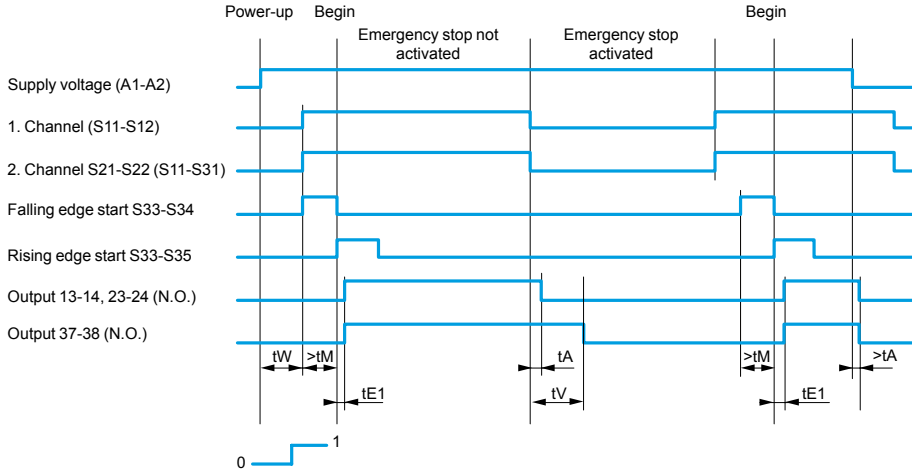 Power-up Begin Begin
Emergency stop not
activated
Emergency stop
activated
Supply voltage (A1-A2)
1. Channel (S11-S12)
2. Channel S21-S22 (S11-S31)
Falling edge start S33-S34
Rising edge start S33-S35
Output 13-14, 23-24 (N.O.)
Output 37-38 (N.O.)
tW >tM tA >tM >tA
tE1 tV tE1
1
0